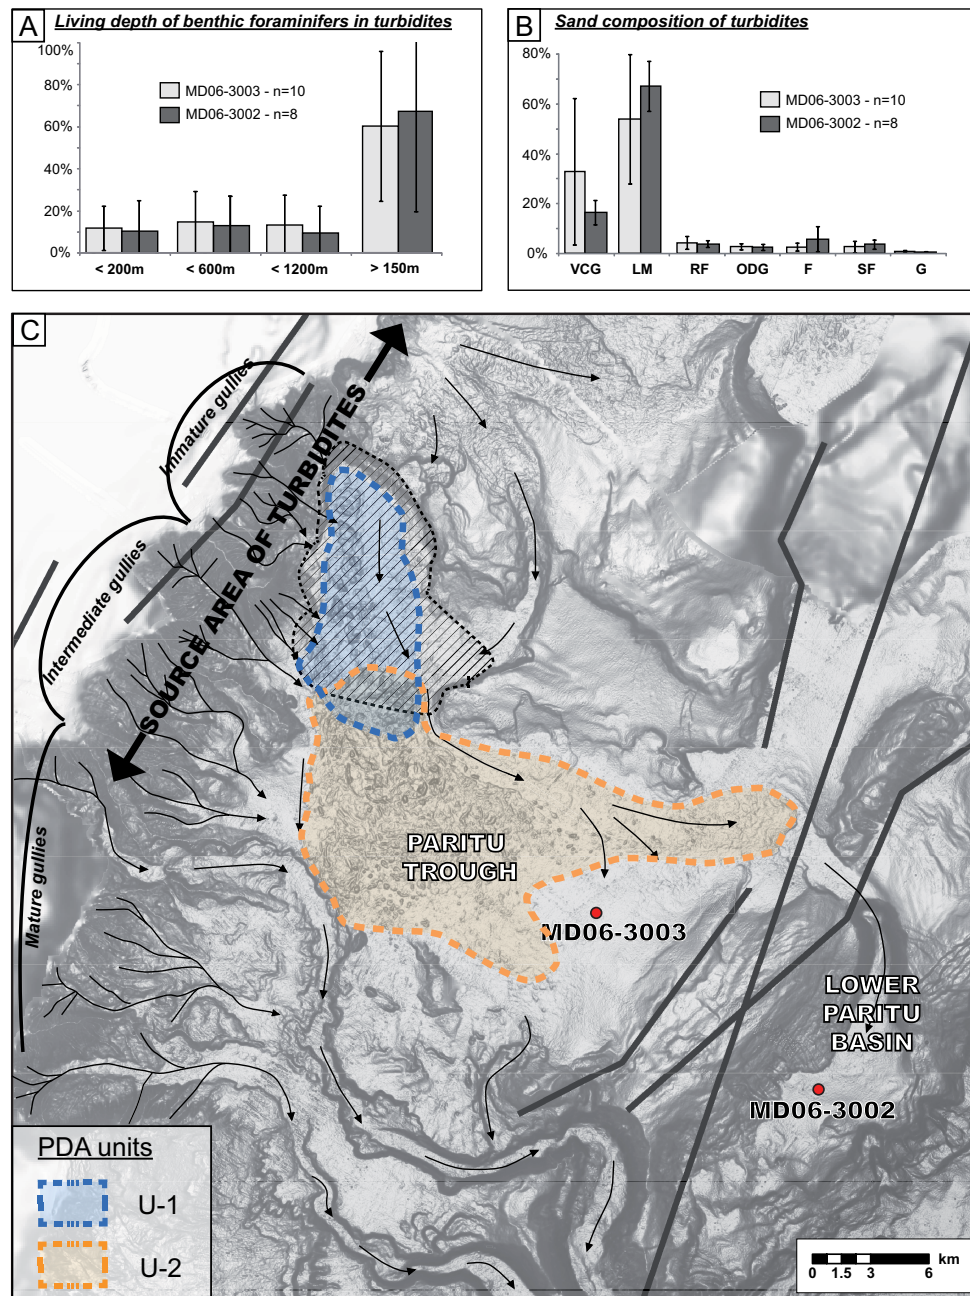 A
Living depth of benthic foraminifers in turbidites
100%
80%
60%
40%
20%
0%
MD06-3003 - n=10
MD06-3002 - n=8
< 200m
< 600m
< 1200m
> 150m
B
Sand composition of turbidites
80%
60%
40%
20%
0%
MD06-3003 - n=10
MD06-3002 - n=8
VCG
LM
RF
ODG
F
SF
G
C
Immature gullies
Intermediate gullies
Mature gullies
SOURCE AREA OF TURBIDITES
PARITU
TROUGH
MD06-3003
LOWER
PARITU
BASIN
MD06-3002
PDA units
U-1
U-2
km
0 1.5 3 6